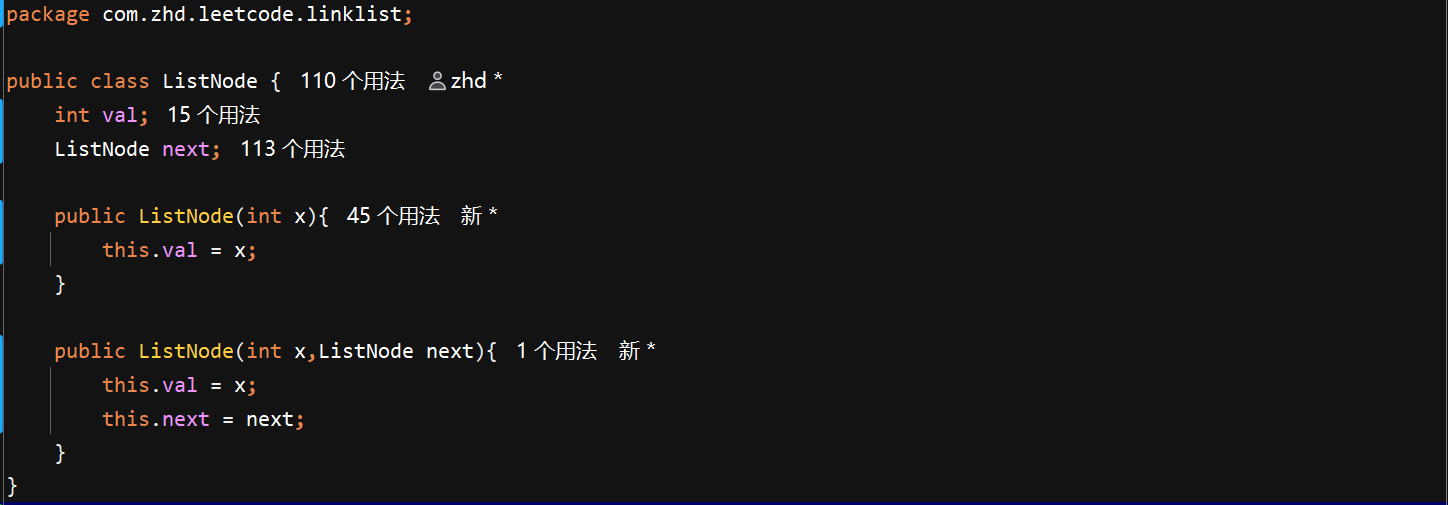 package com.zhd.leetcode.linklist;
public class ListNode { 110 个用法 zhd *
int val; 15 个用法
ListNode next; 113 个用法
public ListNode(int x){ 45 个用法 新 *
this.val = x;
}
public ListNode(int x,ListNode next){ 1 个用法 新 *
this.val = x;
this.next = next;
}
}